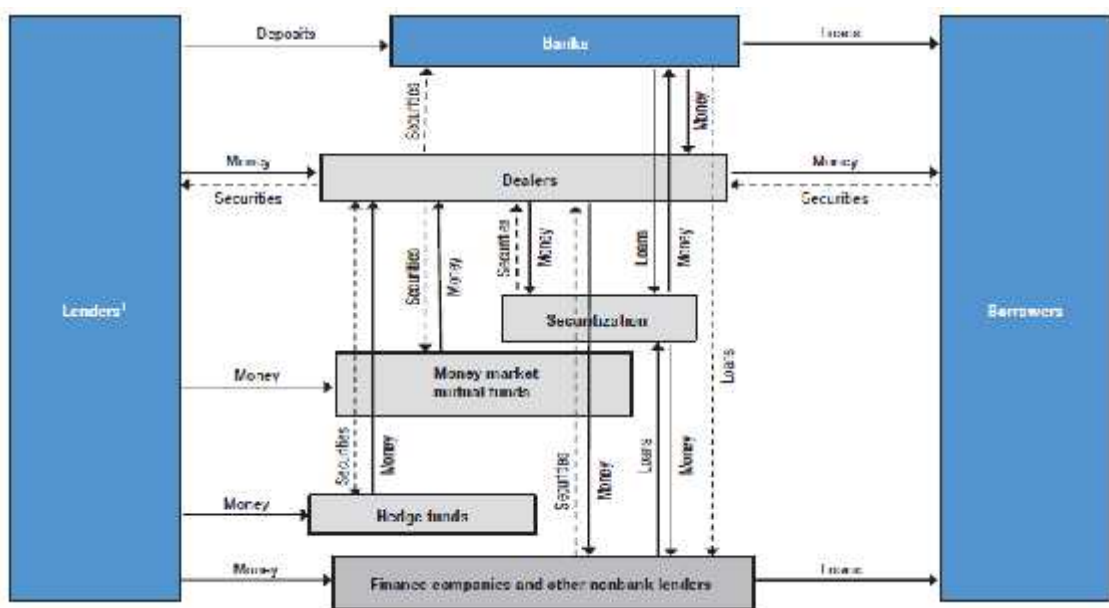 Deposits
Banks
Loans
Securities
Money
Money
Dealers
Money
Securities
Securities
Securities
Money
Securities
Money
Loans
Money
Lenders¹
Securitization
Borrowers
Money
Money market
mutual funds
Loans
Securities
Money
Securities
Money
Loans
Money
Money
Hedge funds
Money
Finance companies and other nonbank lenders
Loans